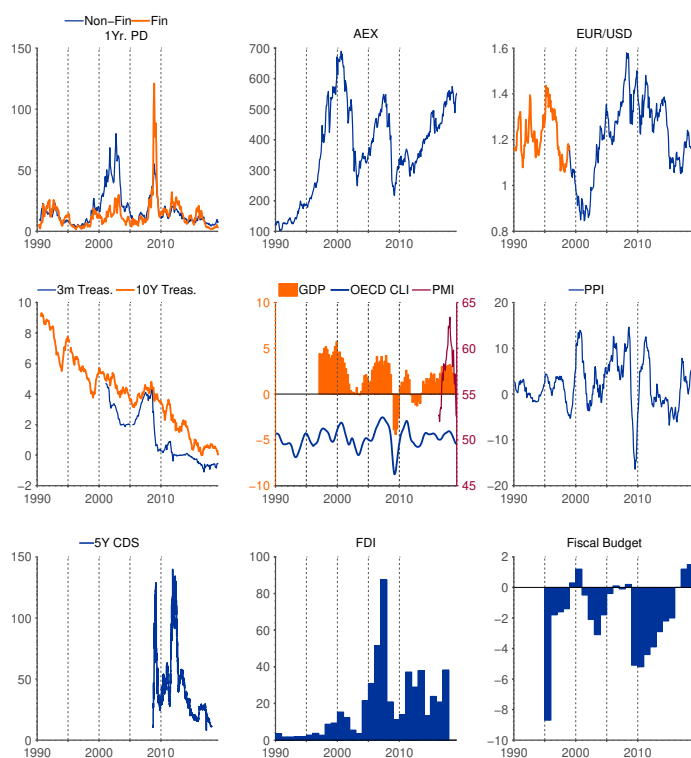 Non−Fin Fin
1Yr. PD
AEX
EUR/USD
150
100
50
0
1990 2000 2010
700
600
500
400
300
200
100
1990 2000 2010
1.6
1.4
1.2
1
0.8
1990 2000 2010
3m Treas. 10Y Treas.
GDP OECD CLI PMI
PPI
10
8
6
4
2
0
−2
1990 2000 2010
10
5
0
−5
−10
1990 2000 2010
65
60
55
50
45
20
10
0
−10
−20
1990 2000 2010
5Y CDS
FDI
Fiscal Budget
150
100
50
0
1990 2000 2010
100
80
60
40
20
0
1990 2000 2010
2
0
−2
−4
−6
−8
−10
1990 2000 2010